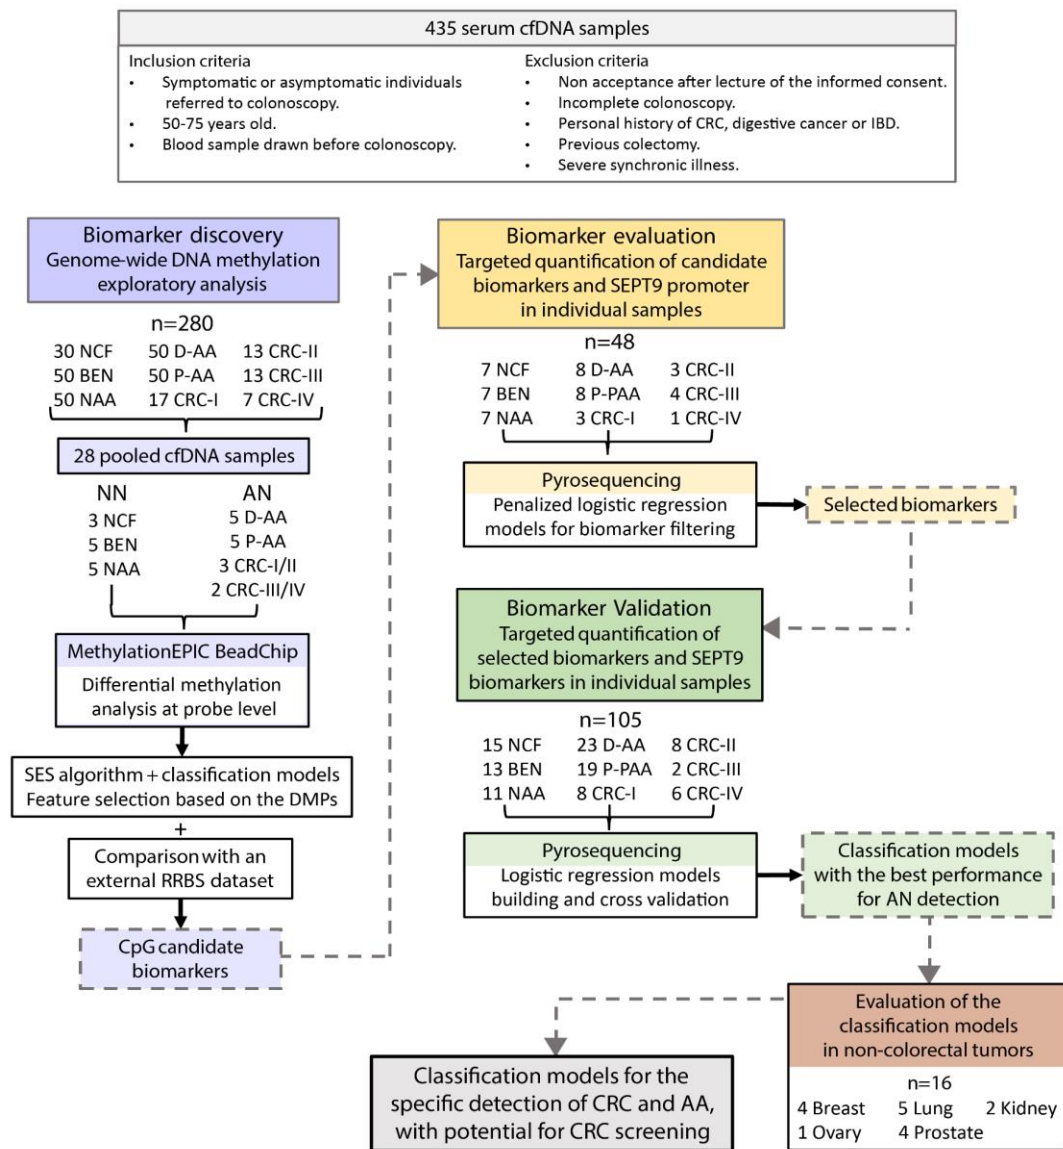 435 serum cfDNA samples
Inclusion criteria
• Symptomatic or asymptomatic individuals
referred to colonoscopy.
• 50-75 years old.
• Blood sample drawn before colonoscopy.
Exclusion criteria
• Non acceptance after lecture of the informed consent.
• Incomplete colonoscopy.
• Personal history of CRC, digestive cancer or IBD.
• Previous colectomy.
• Severe synchronic illness.
Biomarker discovery
Genome-wide DNA methylation
exploratory analysis
n=280
30 NCF 50 D-AA 13 CRC-II
50 BEN 50 P-AA 13 CRC-III
50 NAA 17 CRC-I 7 CRC-IV
28 pooled cfDNA samples
NN
3 NCF
5 BEN
5 NAA
AN
5 D-AA
5 P-AA
3 CRC-I/II
2 CRC-III/IV
MethylationEPIC BeadChip
Differential methylation
analysis at probe level
SES algorithm + classification models
Feature selection based on the DMPs
+
Comparison with an
external RRBS dataset
CpG candidate
biomarkers
Biomarker evaluation
Targeted quantification of candidate
biomarkers and SEPT9 promoter
in individual samples
n=48
7 NCF 8 D-AA 3 CRC-II
7 BEN 8 P-PAA 4 CRC-III
7 NAA 3 CRC-I 1 CRC-IV
Pyrosequencing
Penalized logistic regression
models for biomarker filtering
Selected biomarkers
Biomarker Validation
Targeted quantification of
selected biomarkers and SEPT9
biomarkers in individual samples
n=105
15 NCF 23 D-AA 8 CRC-II
13 BEN 19 P-PAA 2 CRC-III
11 NAA 8 CRC-I 6 CRC-IV
Pyrosequencing
Logistic regression models
building and cross validation
Classification models
with the best performance
for AN detection
Evaluation of the
classification models
in non-colorectal tumors
n=16
4 Breast 5 Lung 2 Kidney
1 Ovary 4 Prostate
Classification models for the
specific detection of CRC and AA,
with potential for CRC screening